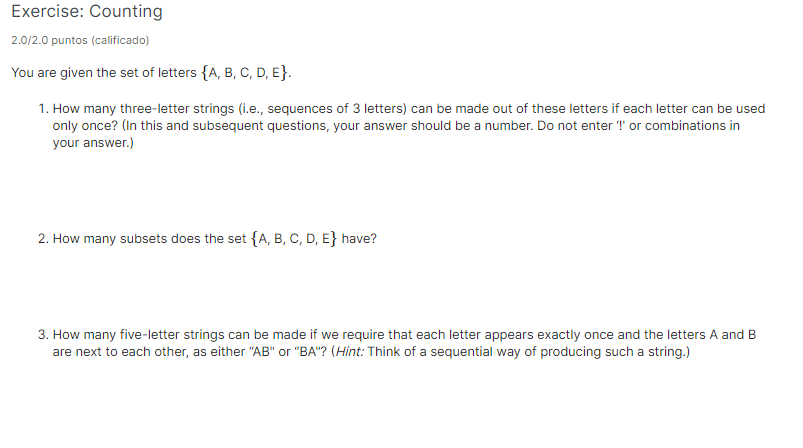 Exercise: Counting
2.0/2.0 puntos (calificado)
You are given the set of letters {A, B, C, D, E}.
1. How many three-letter strings (i.e., sequences of 3 letters) can be made out of these letters if each letter can be used
only once? (In this and subsequent questions, your answer should be a number. Do not enter '!' or combinations in
your answer.)
2. How many subsets does the set {A, B, C, D, E} have?
3. How many five-letter strings can be made if we require that each letter appears exactly once and the letters A and B
are next to each other, as either "AB" or "BA"? (Hint: Think of a sequential way of producing such a string.)